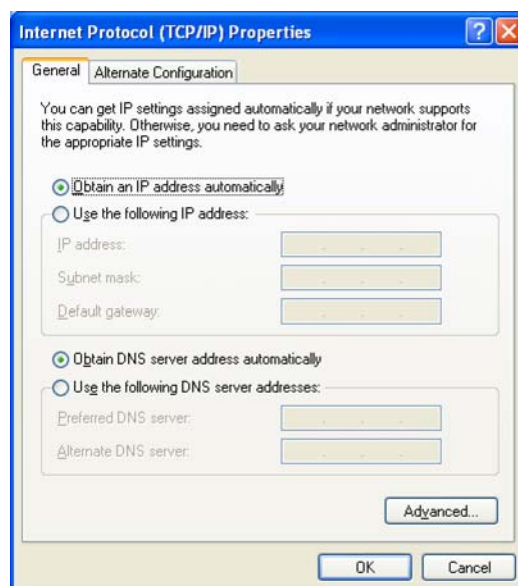 Internet Protocol (TCP/IP) Properties
?
General
Alternate Configuration
You can get IP settings assigned automatically if your network supports
this capability. Otherwise, you need to ask your network administrator for
the appropriate IP settings.
Obtain an IP address automatically
Use the following IP address:
IP address:
Subnet mask:
Default gateway:
Obtain DNS server address automatically
Use the following DNS server addresses:
Preferred DNS server:
Alternate DNS server:
Advanced...
OK
Cancel